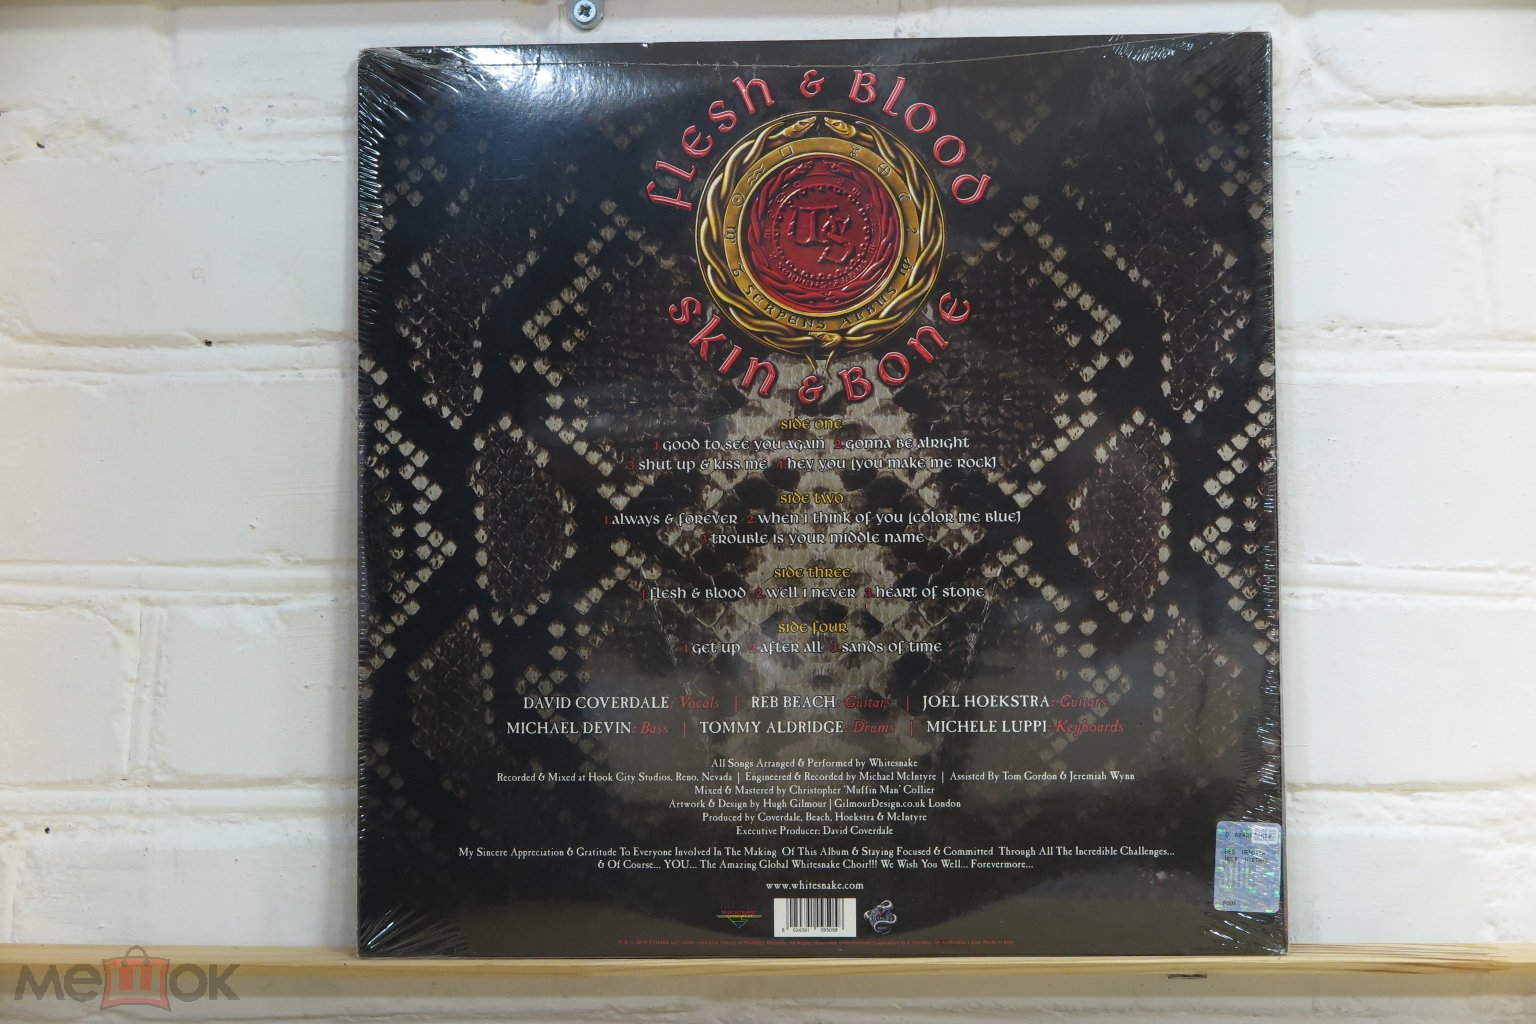 Flesh & Blood
SERPENS ALBUS
Skin & Bone
side one
1. good to see you again 2. gonna be alright
3. shut up & kiss me 4. hey you [you make me rock]
side two
1. always & forever 2. when i think of you [color me blue]
3. trouble is your middle name
side three
1. flesh & blood 2. well i never 3. heart of stone
side four
1. get up 2. after all 3. sands of time
DAVID COVERDALE: Vocals | REB BEACH: Guitars | JOEL HOEKSTRA: Guitars
MICHAEL DEVIN: Bass | TOMMY ALDRIDGE: Drums | MICHELE LUPPI: Keyboards
All Songs Arranged & Performed by Whitesnake
Recorded & Mixed at Hook City Studios, Reno, Nevada | Engineered & Recorded by Michael McIntyre | Assisted By Tom Gordon & Jeremiah Wynn
Mixed & Mastered by Christopher 'Muffin Man' Collier
Artwork & Design by Hugh Gilmour | GilmourDesign.co.uk London
Produced by Coverdale, Beach, Hoekstra & McIntyre
Executive Producer: David Coverdale
My Sincere Appreciation & Gratitude To Everyone Involved In The Making Of This Album & Staying Focused & Committed Through All The Incredible Challenges...
& Of Course... YOU... The Amazing Global Whitesnake Choir!!! We Wish You Well... Forevermore...
www.whitesnake.com
8 024391 095058
мешок